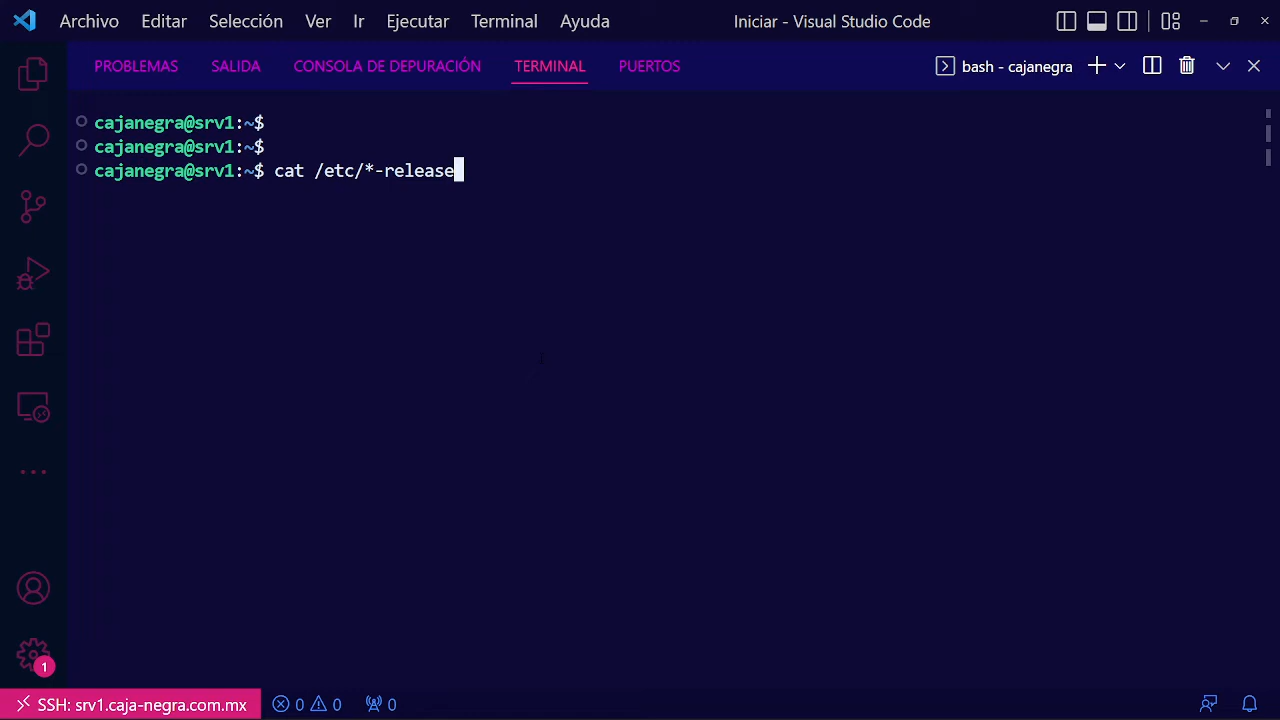 Archivo Editar Selección Ver Ir Ejecutar Terminal Ayuda Iniciar - Visual Studio Code
PROBLEMAS SALIDA CONSOLA DE DEPURACIÓN TERMINAL PUERTOS bash - cajanegra
cajanegra@srv1:~$
cajanegra@srv1:~$
cajanegra@srv1:~$ cat /etc/*-release
1
SSH: srv1.caja-negra.com.mx 0 0 0